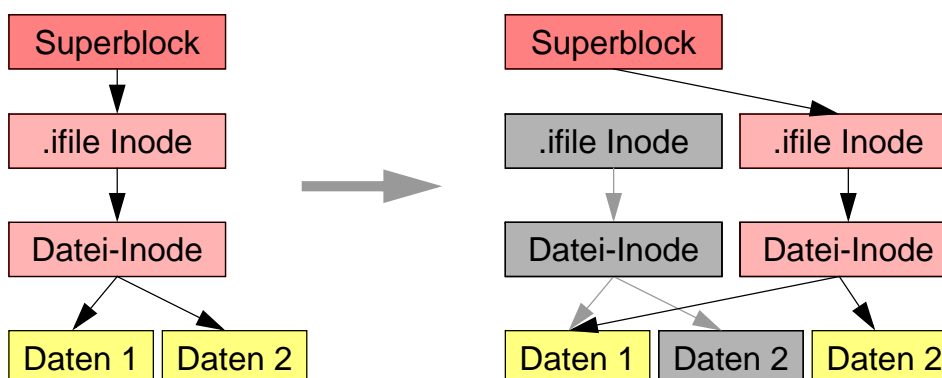 Superblock
.ifile Inode
Datei-Inode
Daten 1
Daten 2
Superblock
.ifile Inode
.ifile Inode
Datei-Inode
Datei-Inode
Daten 1
Daten 2
Daten 2